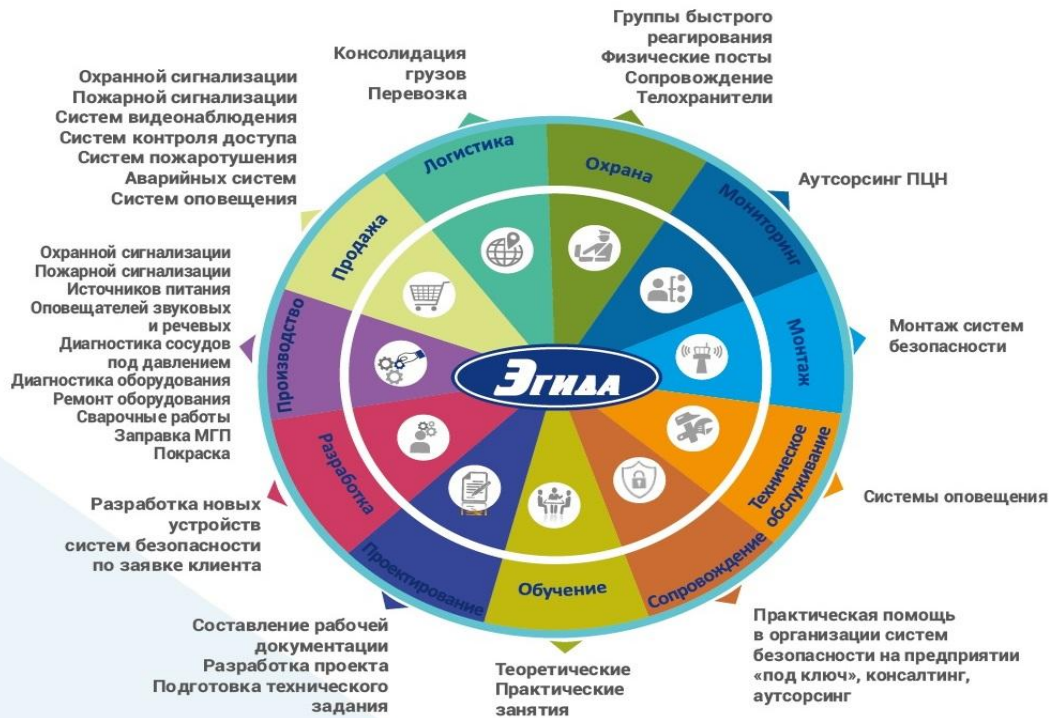 Группы быстрого
реагирования
Физические посты
Сопровождение
Телохранители
Консолидация
грузов
Перевозка
Охранной сигнализации
Пожарной сигнализации
Систем видеонаблюдения
Систем контроля доступа
Систем пожаротушения
Аварийных систем
Систем оповещения
Аутсорсинг ПЦН
Логистика
Охрана
Мониторинг
Продажа
Охранной сигнализации
Пожарной сигнализации
Источников питания
Оповещателей звуковых
и речевых
Диагностика сосудов
под давлением
Диагностика оборудования
Ремонт оборудования
Сварочные работы
Заправка МГП
Покраска
Производство
Эгида
Монтаж
Монтаж систем
безопасности
Разработка
Техническое
обслуживание
Системы оповещения
Разработка новых
устройств
систем безопасности
по заявке клиента
Проектирование
Обучение
Сопровождение
Составление рабочей
документации
Разработка проекта
Подготовка технического
задания
Теоретические
Практические
занятия
Практическая помощь
в организации систем
безопасности на предприятии
«под ключ», консалтинг,
аутсорсинг